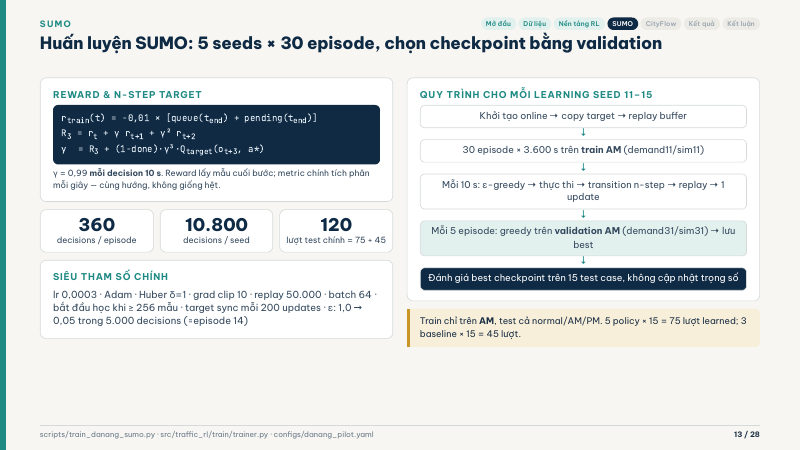 SUMO
Mở đầu Dữ liệu Nền tảng RL SUMO CityFlow Kết quả Kết luận
Huấn luyện SUMO: 5 seeds × 30 episode, chọn checkpoint bằng validation
REWARD & N-STEP TARGET
r_train(t) = -0,01 × [queue(t_end) + pending(t_end)]
R₃ = r_t + γ r_t+1 + γ² r_t+2
y = R₃ + (1-done)·γ³·Q_target(o_t+3, a*)
γ = 0,99 mỗi decision 10 s. Reward lấy mẫu cuối bước; metric chính tích phân
mỗi giây — cùng hướng, không giống hệt.
360
decisions / episode
10.800
decisions / seed
120
lượt test chính = 75 + 45
SIÊU THAM SỐ CHÍNH
lr 0,0003 · Adam · Huber δ=1 · grad clip 10 · replay 50.000 · batch 64 ·
bắt đầu học khi ≥ 256 mẫu · target sync mỗi 200 updates · ε: 1,0 →
0,05 trong 5.000 decisions (≈episode 14)
QUY TRÌNH CHO MỖI LEARNING SEED 11–15
Khởi tạo online → copy target → replay buffer
↓
30 episode × 3.600 s trên train AM (demand11/sim11)
↓
Mỗi 10 s: ε-greedy → thực thi → transition n-step → replay → 1
update
↓
Mỗi 5 episode: greedy trên validation AM (demand31/sim31) → lưu
best
↓
Đánh giá best checkpoint trên 15 test case, không cập nhật trọng số
Train chỉ trên AM, test cả normal/AM/PM. 5 policy × 15 = 75 lượt learned; 3
baseline × 15 = 45 lượt.
scripts/train_danang_sumo.py · src/traffic_rl/train/trainer.py · configs/danang_pilot.yaml
13 / 28